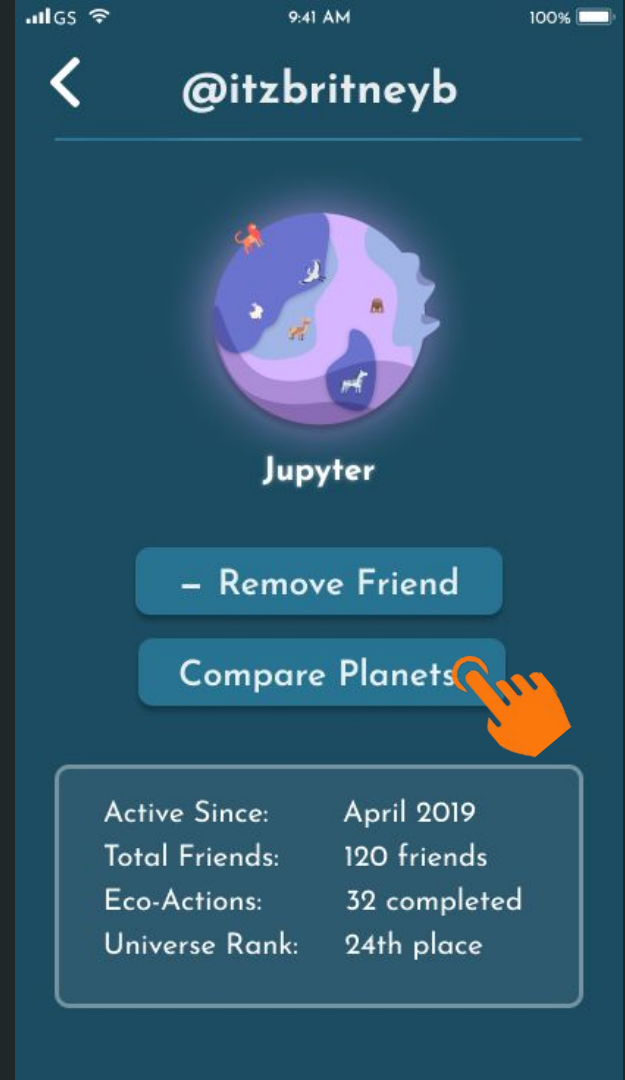 GS 9:41 AM 100%
@itzbritneyb
Jupyter
– Remove Friend
Compare Planets
Active Since: April 2019
Total Friends: 120 friends
Eco-Actions: 32 completed
Universe Rank: 24th place